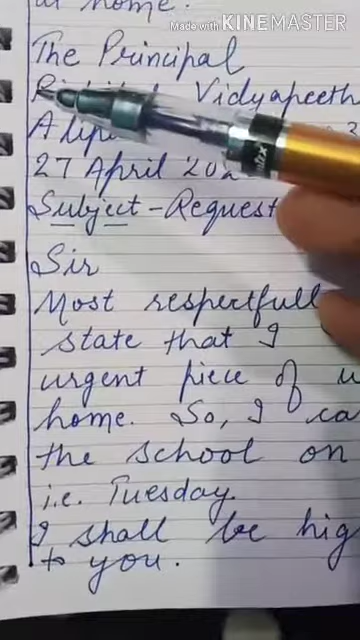 at home.
Made with KINEMASTER
The Principal
Vidyapeeth
27 April
Subject - Request
Sir
Most respectfull
state that I
urgent piece of
home. So, I ca
the school on
i.e. Tuesday.
I shall be hig
to you.